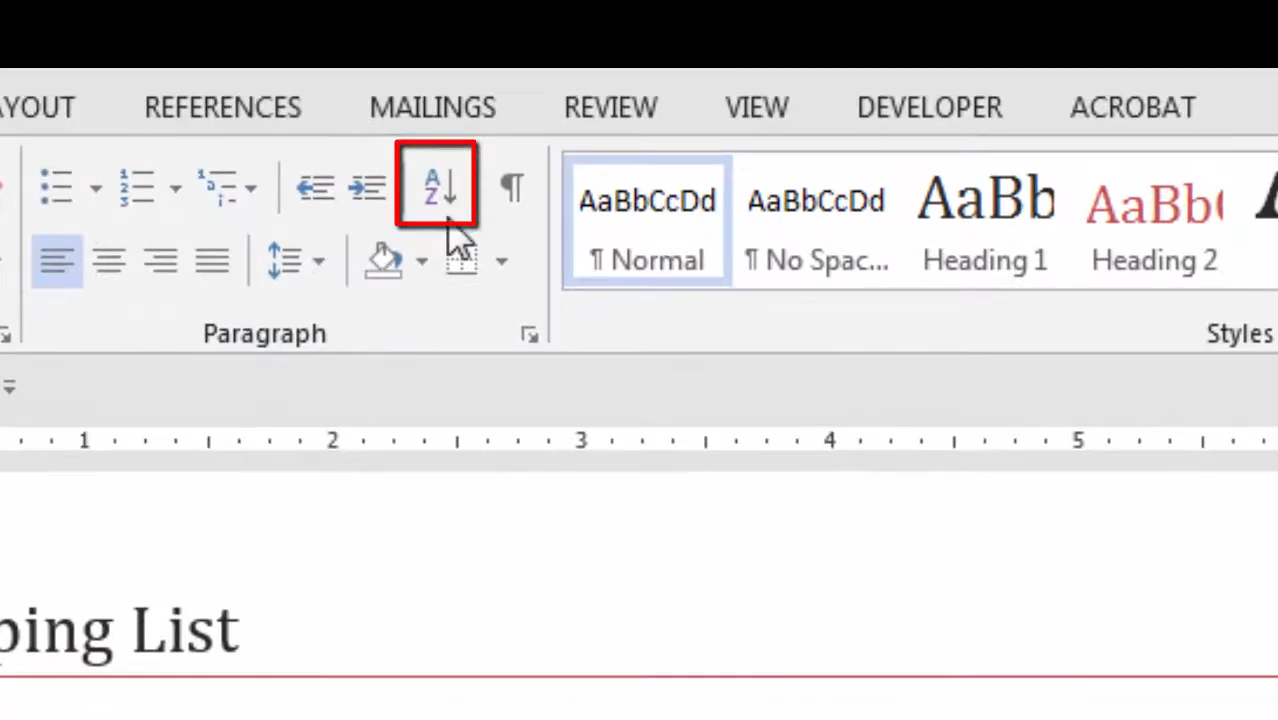 AYOUT REFERENCES MAILINGS REVIEW VIEW DEVELOPER ACROBAT
AaBbCcDd AaBbCcDd AaBb AaBb
¶ Normal ¶ No Spac... Heading 1 Heading 2
Paragraph Styles
1 2 3 4 5
ping List